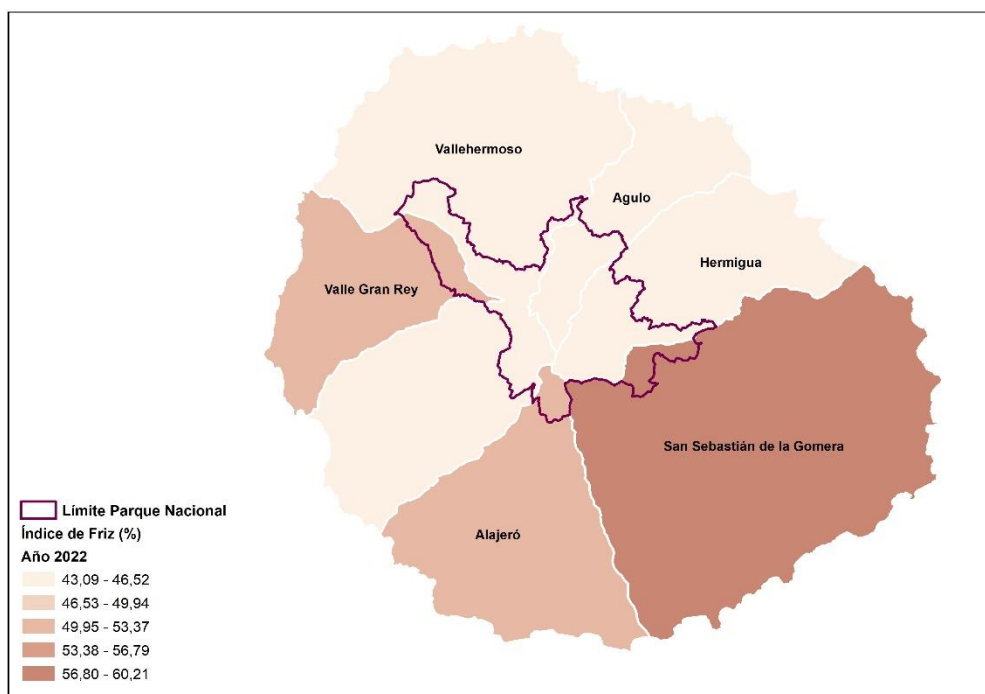 Vallehermoso
Agulo
Hermigua
Valle Gran Rey
San Sebastián de la Gomera
Alajeró
Límite Parque Nacional
Índice de Friz (%)
Año 2022
43,09 - 46,52
46,53 - 49,94
49,95 - 53,37
53,38 - 56,79
56,80 - 60,21